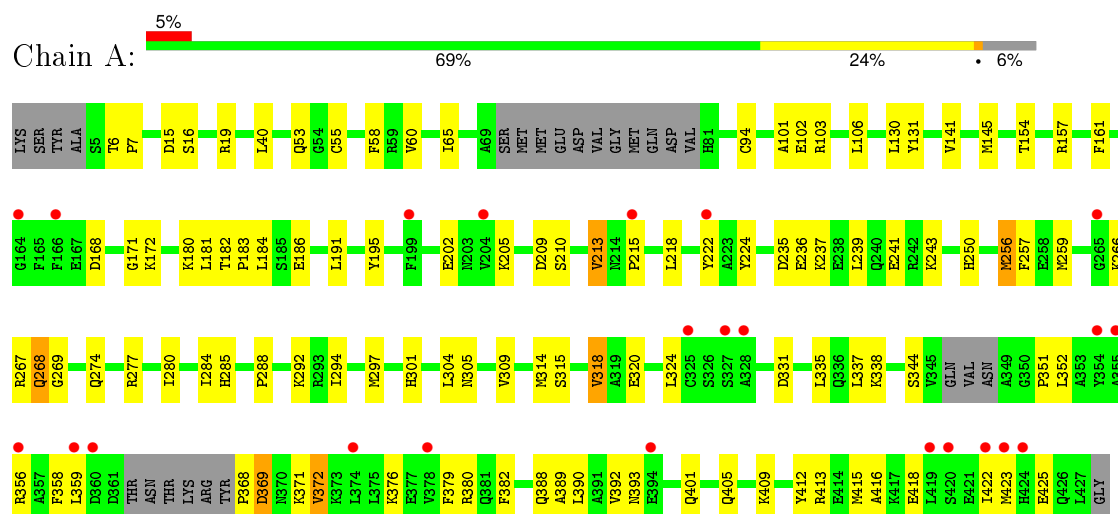 5%
Chain A:
69% 24% • 6%
LYS SER TYR ALA S5 T6 P7 D15 S16 R19 L40 Q53 G54 C55 F58 R59 V60 I65 A69 SER MET MET GLU ASP VAL GLY MET GLN ASP VAL H81 C94 A101 E102 R103 L106 L130 Y131 V141 M145 T154 R157 F161
G164 F165 F166 E167 D168 G171 K172 K180 L181 T182 P183 L184 S185 E186 L191 Y195 F199 E202 N203 V204 K205 D209 S210 V213 N214 P215 L218 Y222 A223 Y224 D235 E236 K237 E238 L239 Q240 E241 R242 K243 H250 M256 F257 E258 M259 G265 K266
R267 Q268 G269 Q274 R277 I280 I284 H285 P288 K292 R293 I294 M297 H301 L304 N305 V309 M314 S315 V318 A319 E320 L324 C325 S326 S327 A328 D331 L335 Q336 L337 K338 S344 V345 GLN VAL ASN A349 G350 P351 L352 A353 Y354 A355
R356 A357 F358 L359 D360 D361 THR ASN THR LYS ARG TYR P368 D369 N370 K371 V372 K373 L374 L375 K376 E377 V378 F379 R380 Q381 F382 Q388 A389 L390 A391 V392 N393 E394 Q401 Q405 K409 Y412 R413 E414 M415 A416 K417 E418 L419 S420 E421 I422 M423 H424 E425 Q426 L427 GLY